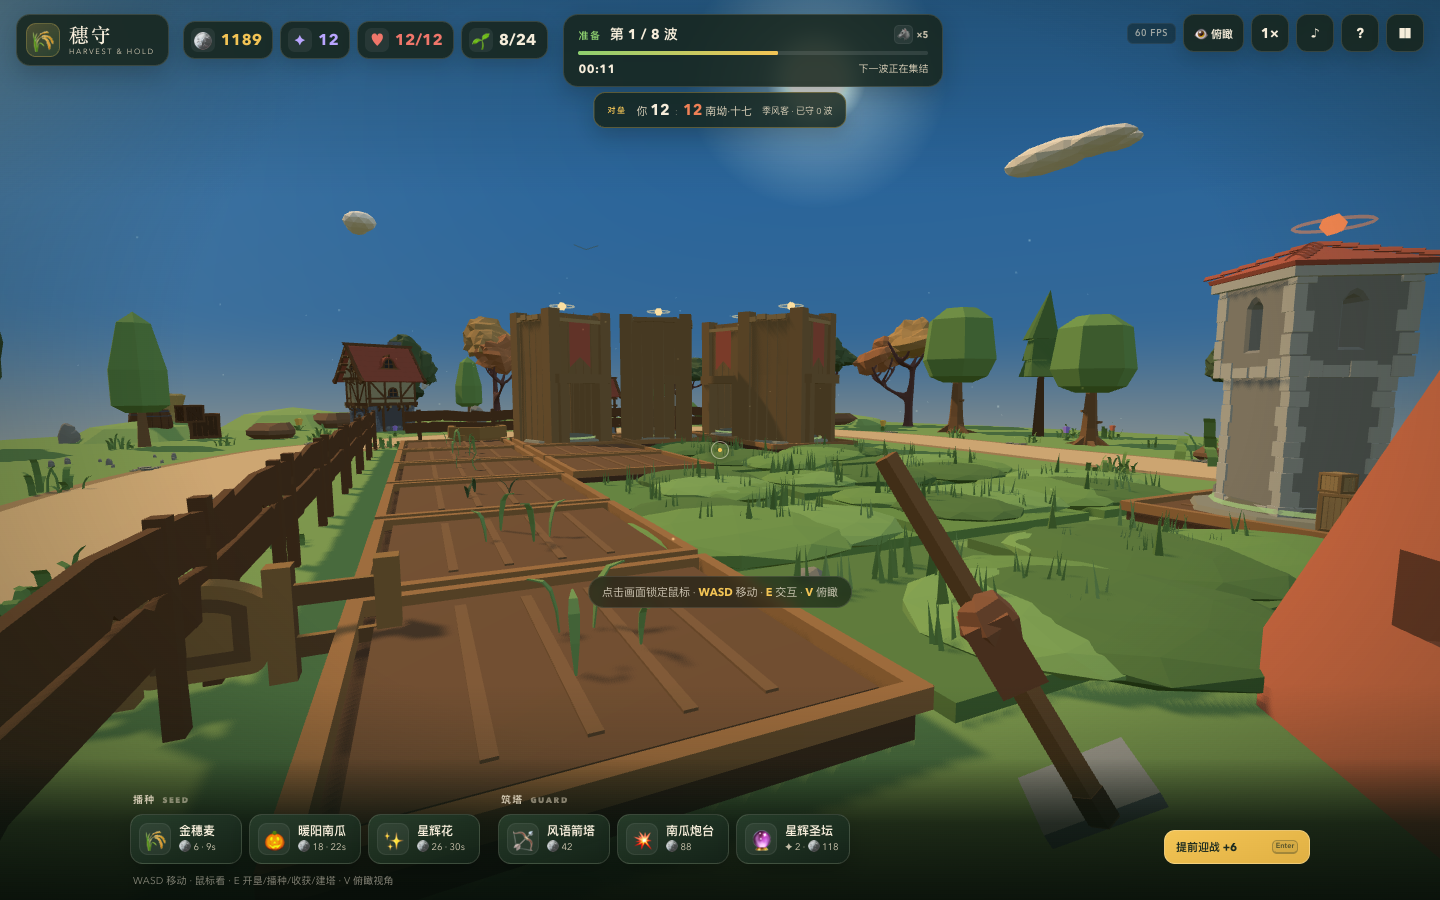 穗守
HARVEST & HOLD
1189
12
12/12
8/24
准备 第 1 / 8 波
×5
00:11
下一波正在集结
对垒 你 12 : 12 南坳·十七 季风客 · 已守 0 波
60 FPS
俯瞰
1×
♪
?
点击画面锁定鼠标 · WASD 移动 · E 交互 · V 俯瞰
播种 SEED
金穗麦
6 · 9s
暖阳南瓜
18 · 22s
星辉花
26 · 30s
筑塔 GUARD
风语箭塔
42
南瓜炮台
88
星辉圣坛
✦ 2 · 118
提前迎战 +6
Enter
WASD 移动 · 鼠标看 · E 开垦/播种/收获/建塔 · V 俯瞰视角